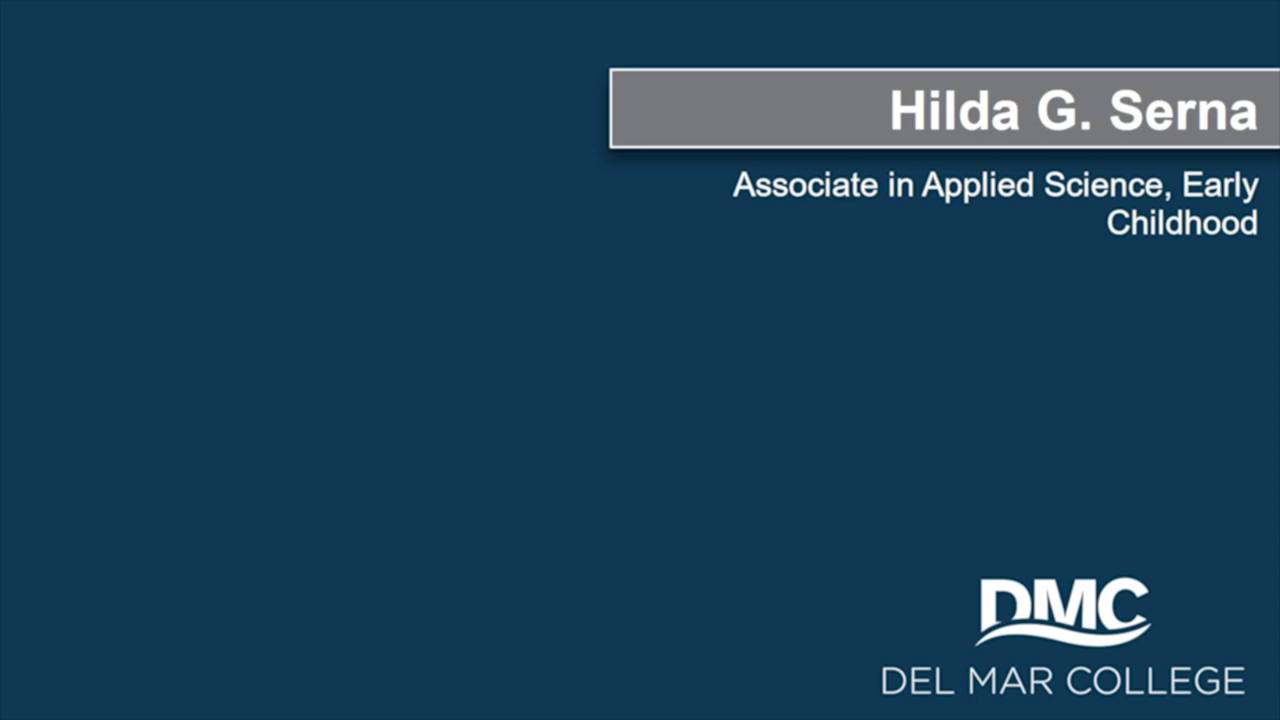 Hilda G. Serna
Associate in Applied Science, Early
Childhood
DMC
DEL MAR COLLEGE